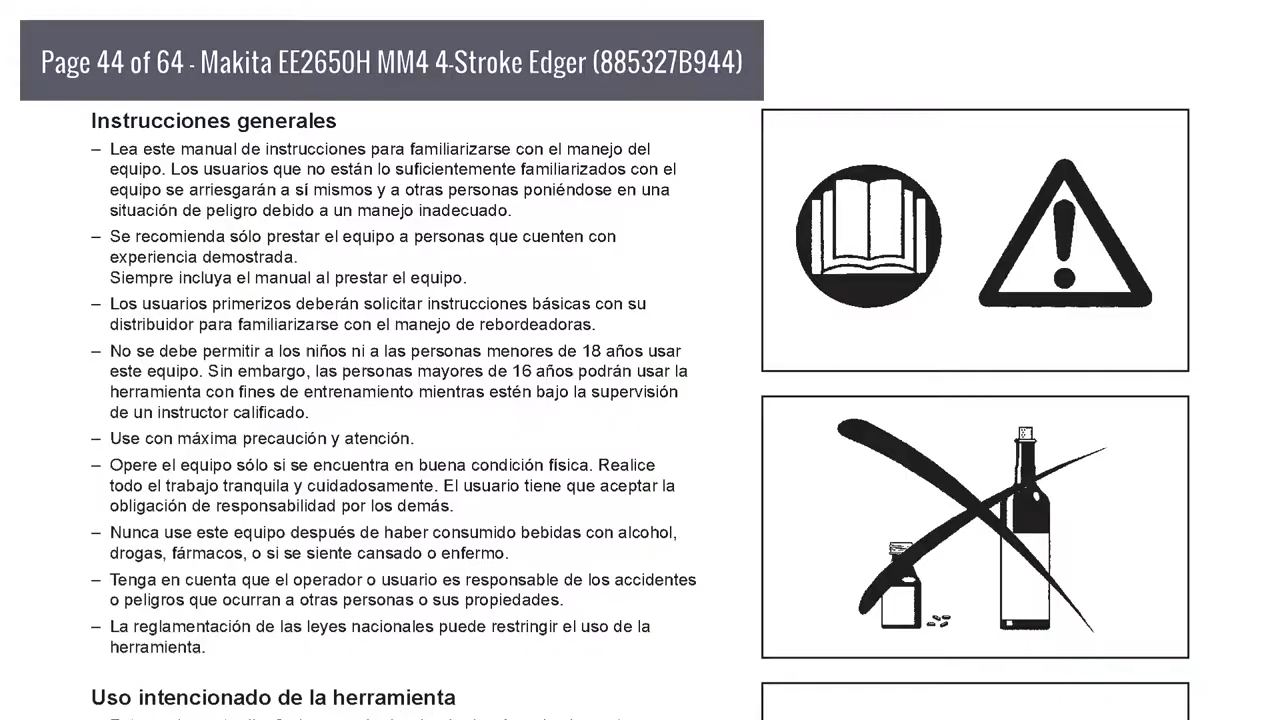 Page 44 of 64 - Makita EE2650H MM4 4-Stroke Edger (885327B944)
Instrucciones generales
– Lea este manual de instrucciones para familiarizarse con el manejo del
equipo. Los usuarios que no están lo suficientemente familiarizados con el
equipo se arriesgarán a sí mismos y a otras personas poniéndose en una
situación de peligro debido a un manejo inadecuado.
– Se recomienda sólo prestar el equipo a personas que cuenten con
experiencia demostrada.
Siempre incluya el manual al prestar el equipo.
– Los usuarios primerizos deberán solicitar instrucciones básicas con su
distribuidor para familiarizarse con el manejo de rebordeadoras.
– No se debe permitir a los niños ni a las personas menores de 18 años usar
este equipo. Sin embargo, las personas mayores de 16 años podrán usar la
herramienta con fines de entrenamiento mientras estén bajo la supervisión
de un instructor calificado.
– Use con máxima precaución y atención.
– Opere el equipo sólo si se encuentra en buena condición física. Realice
todo el trabajo tranquila y cuidadosamente. El usuario tiene que aceptar la
obligación de responsabilidad por los demás.
– Nunca use este equipo después de haber consumido bebidas con alcohol,
drogas, fármacos, o si se siente cansado o enfermo.
– Tenga en cuenta que el operador o usuario es responsable de los accidentes
o peligros que ocurran a otras personas o sus propiedades.
– La reglamentación de las leyes nacionales puede restringir el uso de la
herramienta.
Uso intencionado de la herramienta